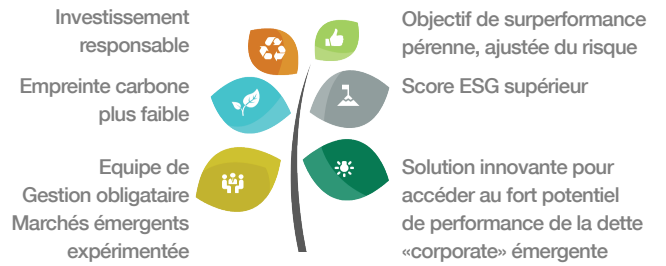 Investissement
responsable
Objectif de surperformance
pérenne, ajustée du risque
Empreinte carbone
plus faible
Score ESG supérieur
Equipe de
Gestion obligataire
Marchés émergents
expérimentée
Solution innovante pour
accéder au fort potentiel
de performance de la dette
«corporate» émergente